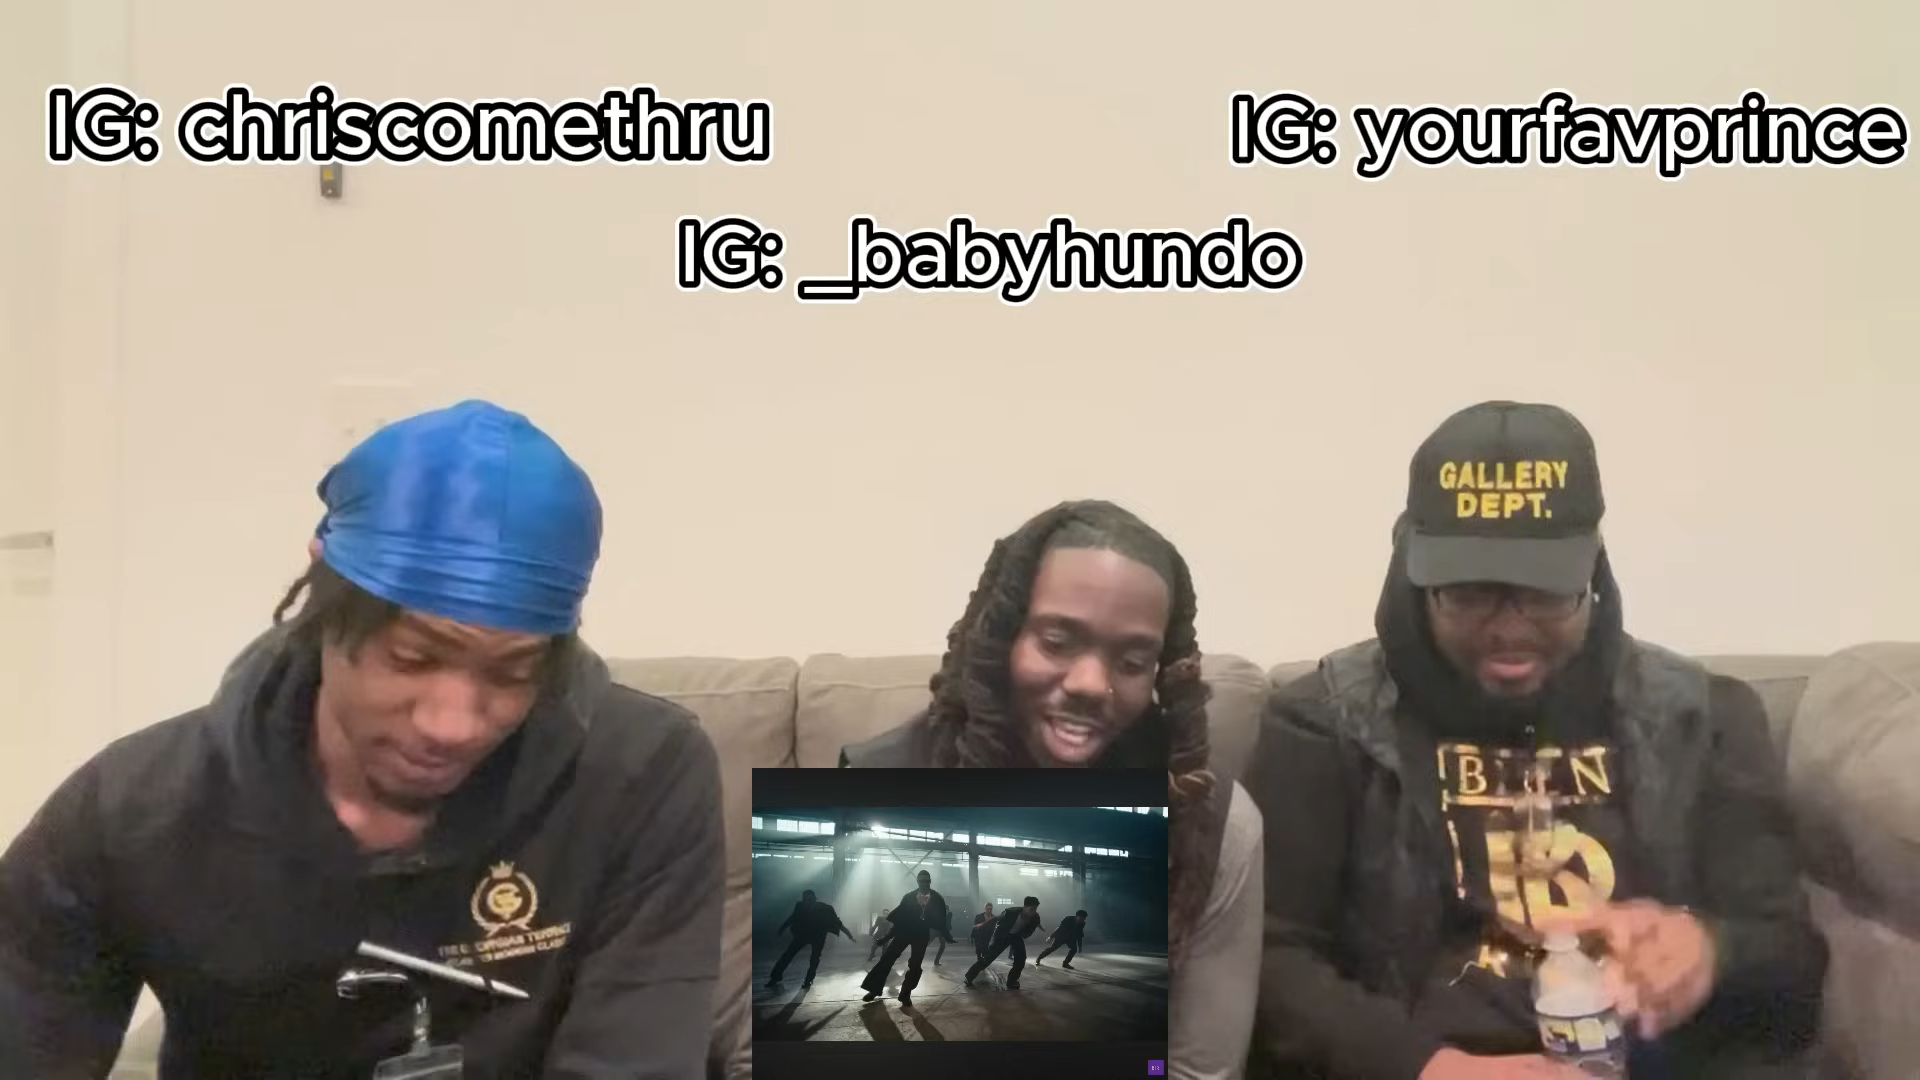 IG: chriscomethru
IG: yourfavprince
IG: _babyhundo
GALLERY
DEPT.